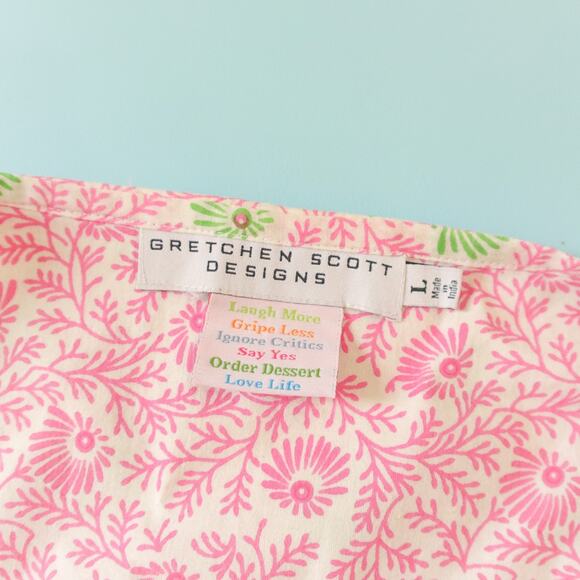 GRETCHEN SCOTT
DESIGNS
L
Made
in
India
Laugh More
Gripe Less
Ignore Critics
Say Yes
Order Dessert
Love Life